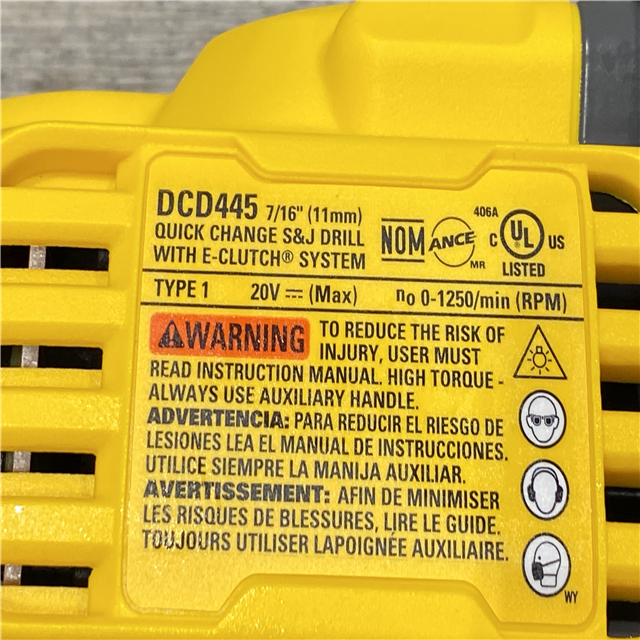 DCD445 7/16" (11mm)
QUICK CHANGE S&J DRILL
WITH E-CLUTCH® SYSTEM
NOM ANCE MR
406A
C UL US
LISTED
TYPE 1 20V ⎓ (Max) no 0-1250/min (RPM)
⚠WARNING TO REDUCE THE RISK OF
INJURY, USER MUST
READ INSTRUCTION MANUAL. HIGH TORQUE -
ALWAYS USE AUXILIARY HANDLE.
ADVERTENCIA: PARA REDUCIR EL RIESGO DE
LESIONES LEA EL MANUAL DE INSTRUCCIONES.
UTILICE SIEMPRE LA MANIJA AUXILIAR.
AVERTISSEMENT: AFIN DE MINIMISER
LES RISQUES DE BLESSURES, LIRE LE GUIDE.
TOUJOURS UTILISER LAPOIGNÉE AUXILIAIRE.
WY